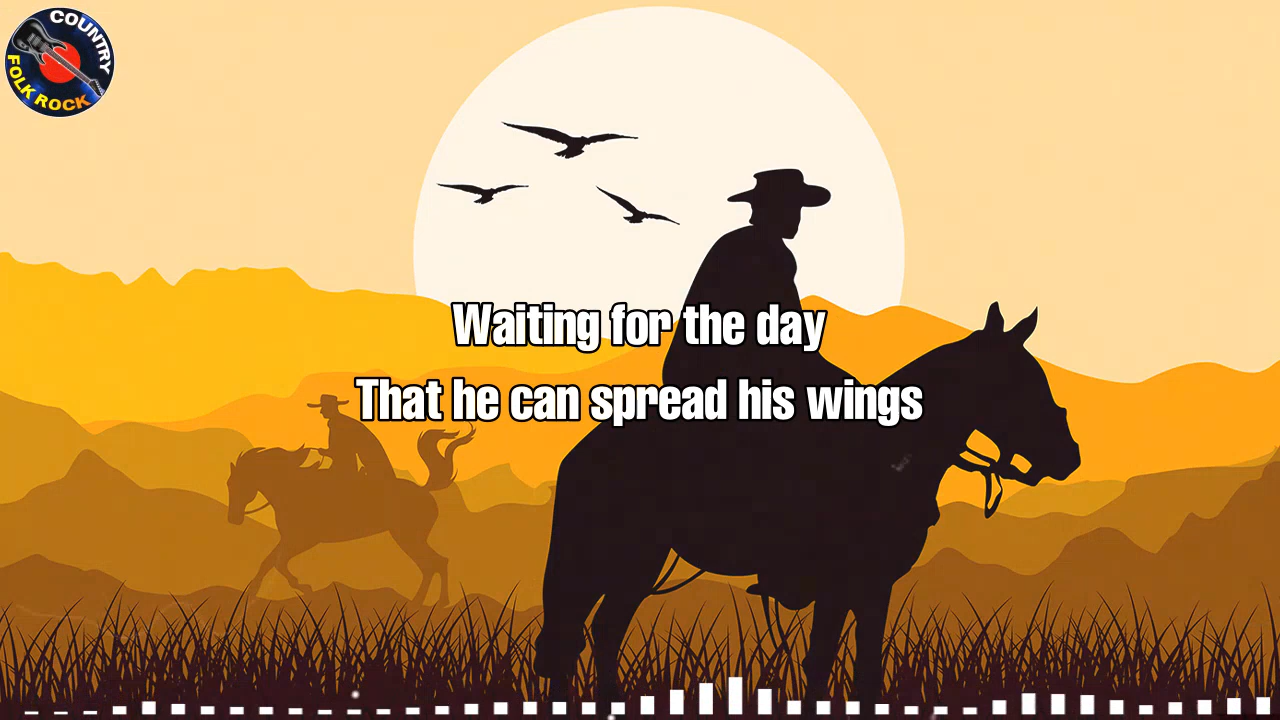 COUNTRY
FOLK ROCK
Waiting for the day
That he can spread his wings